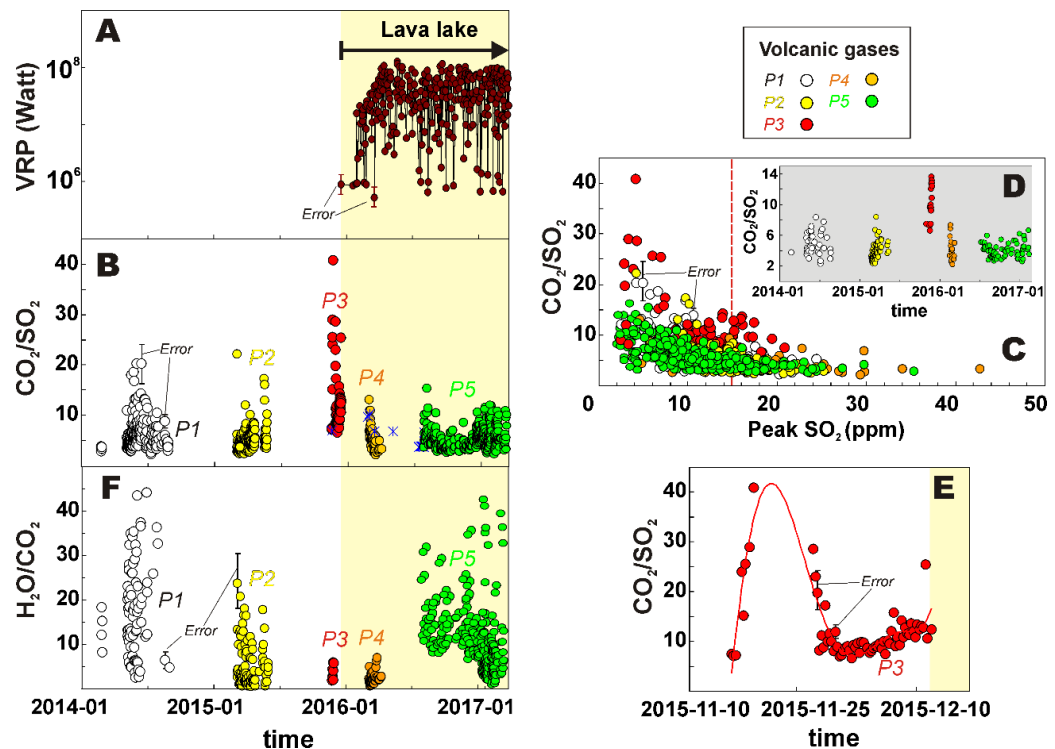 A
Lava lake
VRP (Watt)
10⁸
10⁶
Error
B
CO₂/SO₂
40
30
20
10
Error
P1
P2
P3
P4
P5
F
H₂O/CO₂
40
30
20
10
P1
Error
P2
P3
P4
P5
2014-01
2015-01
2016-01
2017-01
time
Volcanic gases
P1
P4
P2
P5
P3
CO₂/SO₂
40
30
20
10
Error
C
0
10
20
30
40
50
Peak SO₂ (ppm)
D
CO₂/SO₂
14
12
10
8
6
4
2
2014-01
2015-01
2016-01
2017-01
time
E
CO₂/SO₂
40
30
20
10
Error
P3
2015-11-10
2015-11-25
2015-12-10
time